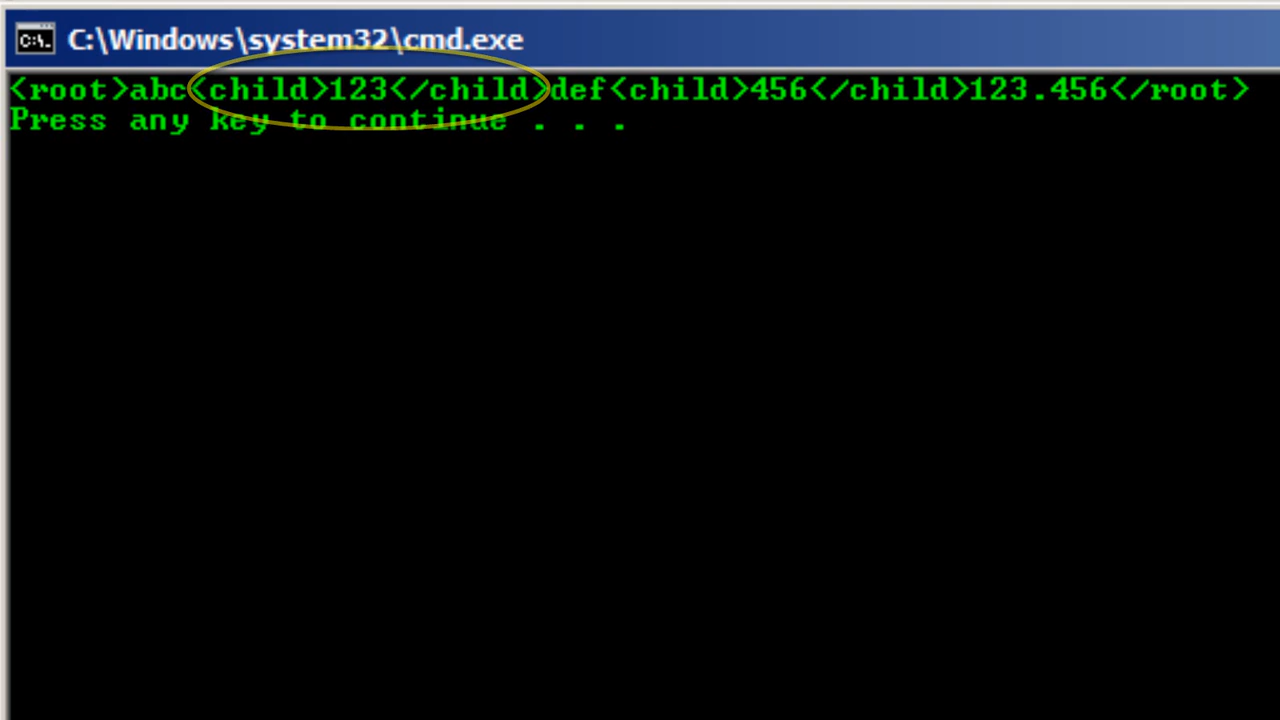 C:\Windows\system32\cmd.exe
<root>abc<child>123</child>def<child>456</child>123.456</root>
Press any key to continue . . .